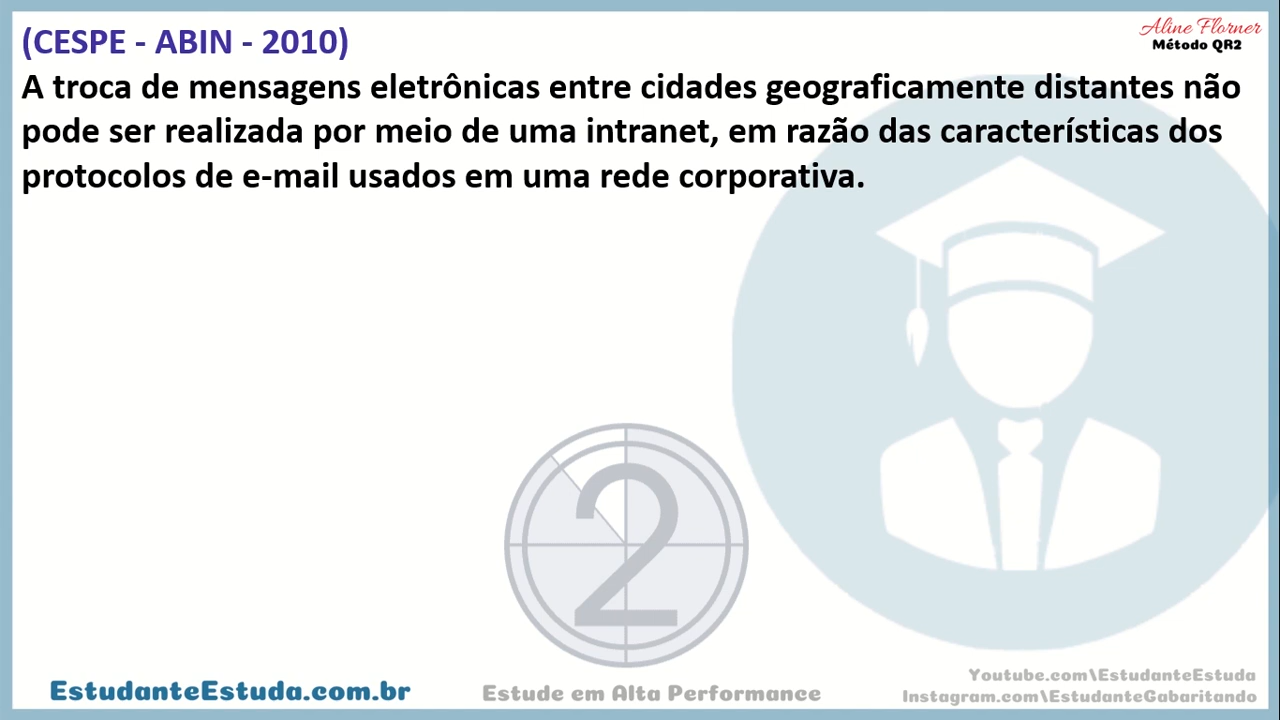 (CESPE - ABIN - 2010)
Aline Florner
Método QR2
A troca de mensagens eletrônicas entre cidades geograficamente distantes não
pode ser realizada por meio de uma intranet, em razão das características dos
protocolos de e-mail usados em uma rede corporativa.
2
EstudanteEstuda.com.br
Estude em Alta Performance
Youtube.com\EstudanteEstuda
Instagram.com\EstudanteGabaritando